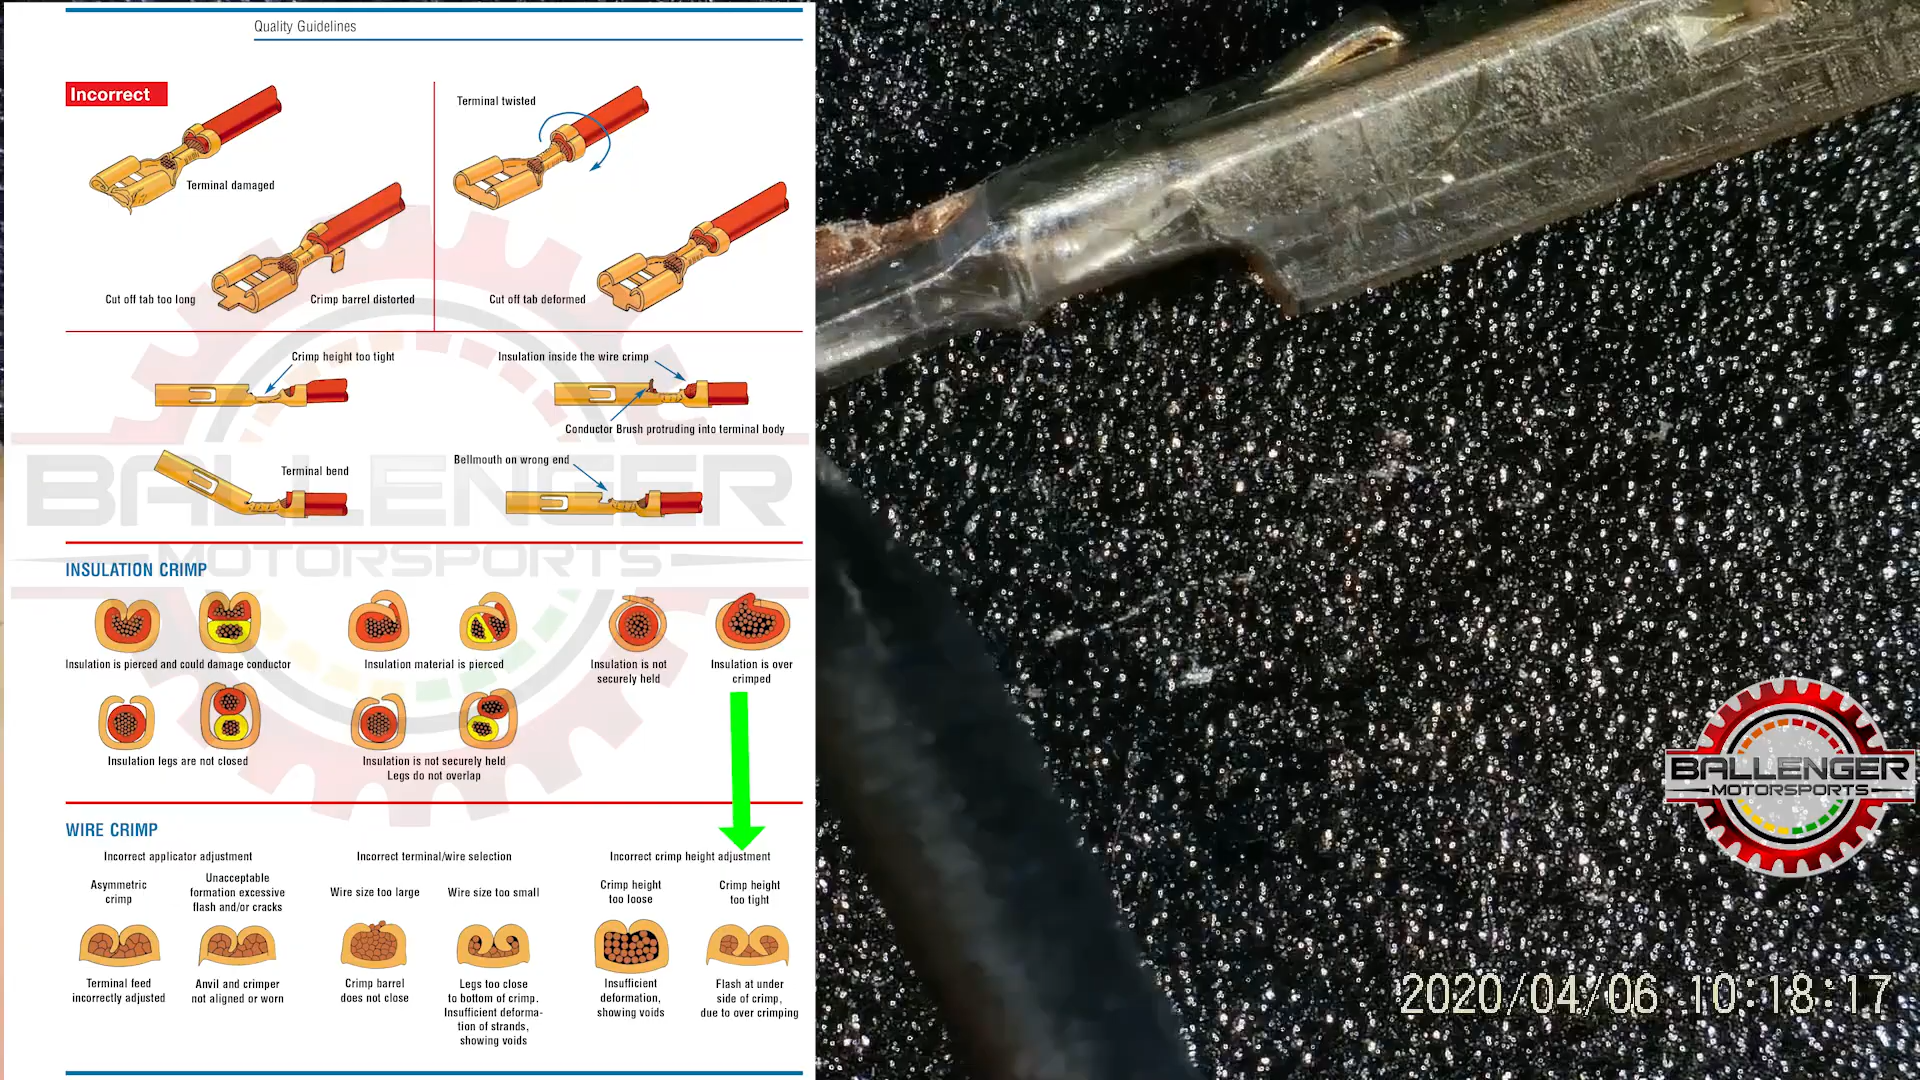 Quality Guidelines
Incorrect
Terminal damaged
Cut off tab too long
Crimp barrel distorted
Terminal twisted
Cut off tab deformed
Crimp height too tight
Insulation inside the wire crimp
Conductor Brush protruding into terminal body
Terminal bend
Bellmouth on wrong end
BALLENGER
MOTORSPORTS
INSULATION CRIMP
Insulation is pierced and could damage conductor
Insulation material is pierced
Insulation is not
securely held
Insulation is over
crimped
Insulation legs are not closed
Insulation is not securely held
Legs do not overlap
WIRE CRIMP
Incorrect applicator adjustment
Asymmetric
crimp
Unacceptable
formation excessive
flash and/or cracks
Terminal feed
incorrectly adjusted
Anvil and crimper
not aligned or worn
Incorrect terminal/wire selection
Wire size too large
Wire size too small
Crimp barrel
does not close
Legs too close
to bottom of crimp.
Insufficient deforma-
tion of strands,
showing voids
Incorrect crimp height adjustment
Crimp height
too loose
Crimp height
too tight
Insufficient
deformation,
showing voids
Flash at under
side of crimp,
due to over crimping
BALLENGER
MOTORSPORTS
2020/04/06 10:18:17